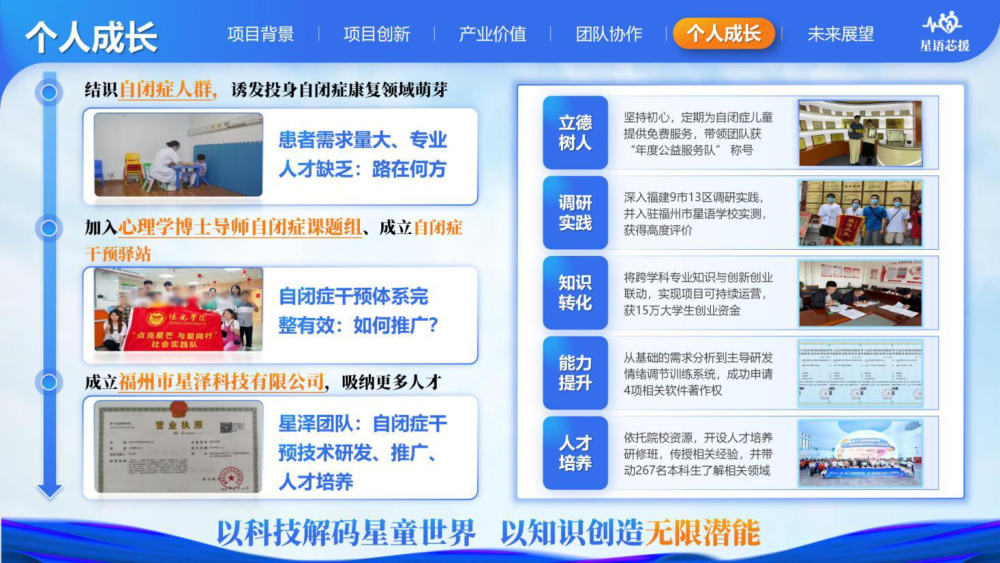 个人成长
项目背景
项目创新
产业价值
团队协作
个人成长
未来展望
星语芯援
结识自闭症人群，诱发投身自闭症康复领域萌芽
患者需求量大、专业
人才缺乏：路在何方
加入心理学博士导师自闭症课题组、成立自闭症
干预驿站
阳光学院
“点亮星芒 与爱同行”
社会实践队
自闭症干预体系完
整有效：如何推广？
成立福州市星泽科技有限公司，吸纳更多人才
营业执照
星泽团队：自闭症干
预技术研发、推广、
人才培养
立德
树人
坚持初心，定期为自闭症儿童
提供免费服务，带领团队获
“年度公益服务队” 称号
调研
实践
深入福建9市13区调研实践，
并入驻福州市星语学校实测，
获得高度评价
知识
转化
将跨学科专业知识与创新创业
联动，实现项目可持续运营，
获15万大学生创业资金
能力
提升
从基础的需求分析到主导研发
情绪调节训练系统，成功申请
4项相关软件著作权
人才
培养
依托院校资源，开设人才培养
研修班，传授相关经验，并带
动267名本科生了解相关领域
以科技解码星童世界 以知识创造无限潜能